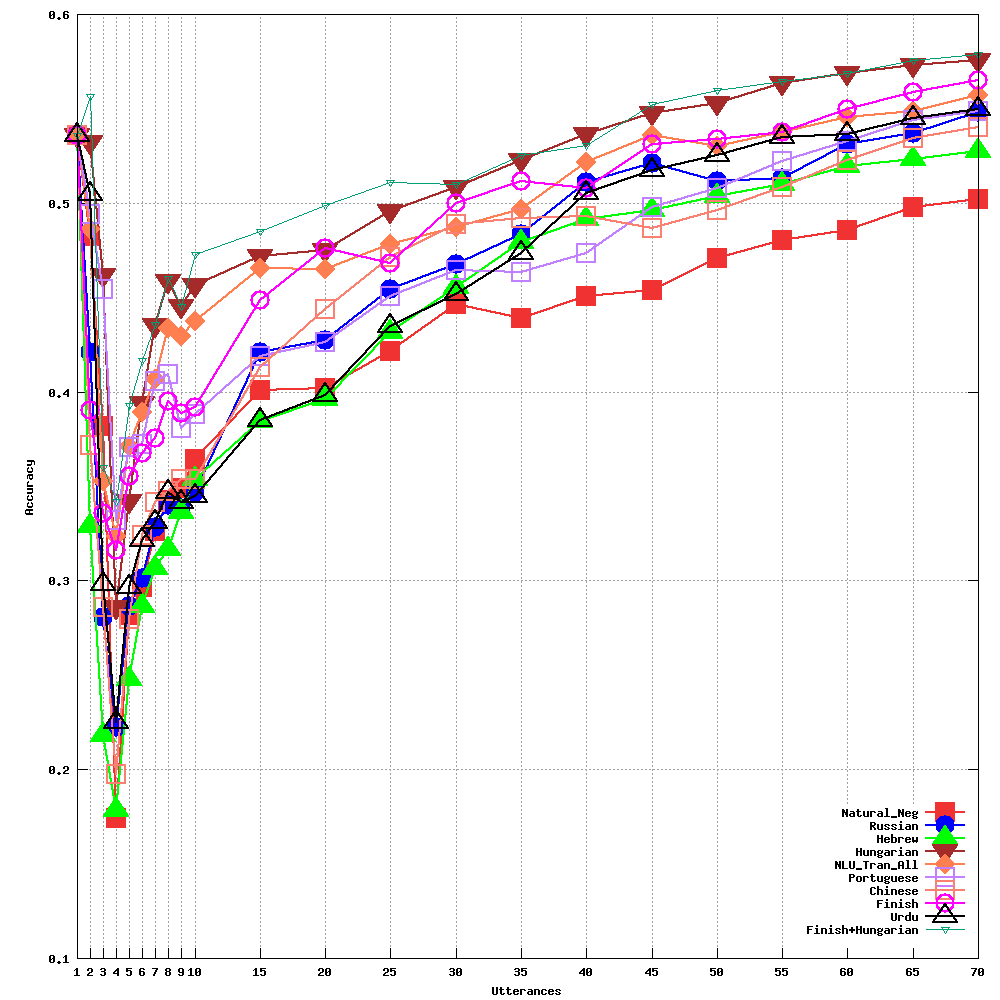 0.6
0.5
0.4
0.3
0.2
0.1
Accuracy
Natural_Neg
Russian
Hebrew
Hungarian
NLU_Tran_All
Portuguese
Chinese
Finish
Urdu
Finish+Hungarian
1 2 3 4 5 6 7 8 9 10 15 20 25 30 35 40 45 50 55 60 65 70
Utterances